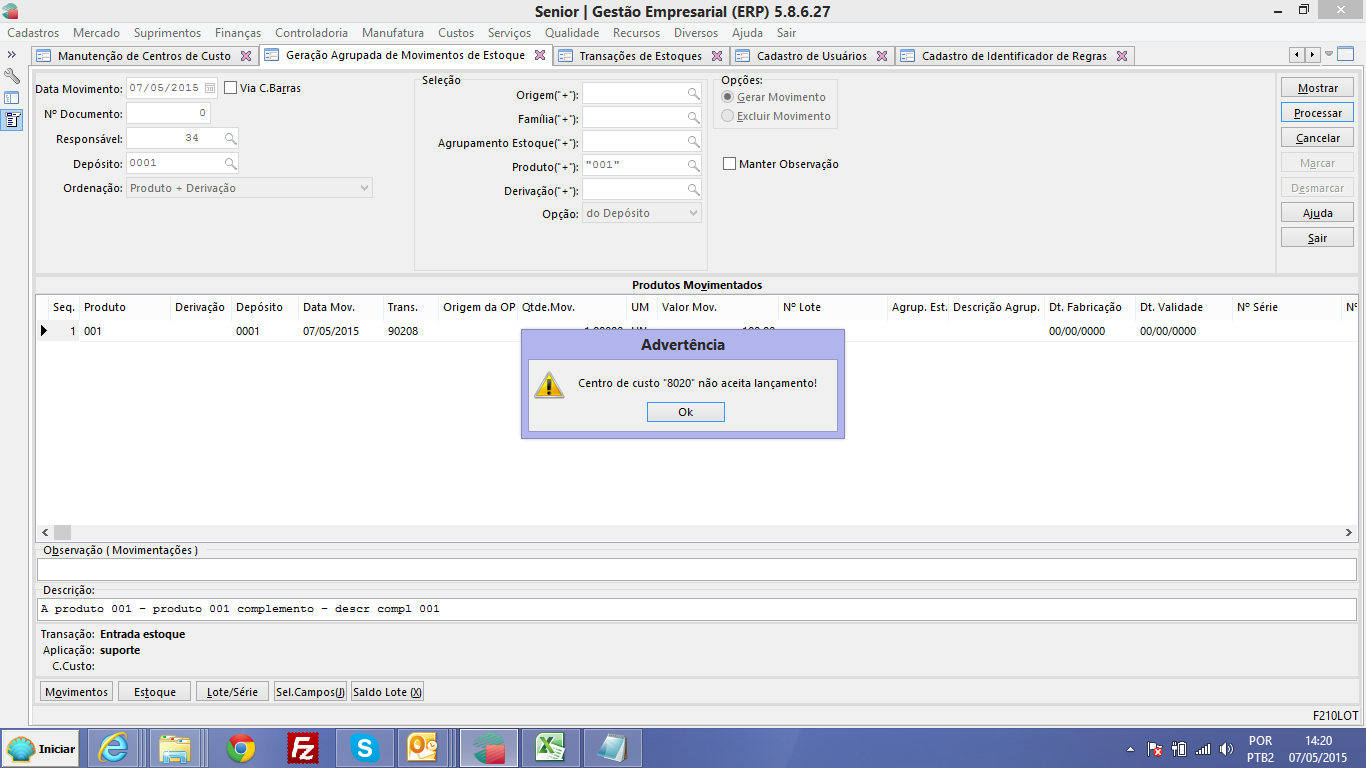 Senior | Gestão Empresarial (ERP) 5.8.6.27
Cadastros Mercado Suprimentos Finanças Controladoria Manufatura Custos Serviços Qualidade Recursos Diversos Ajuda Sair
Manutenção de Centros de Custo Geração Agrupada de Movimentos de Estoque Transações de Estoques Cadastro de Usuários Cadastro de Identificador de Regras
Data Movimento: 07/05/2015 Via C.Barras
Nº Documento: 0
Responsável: 34
Depósito: 0001
Ordenação: Produto + Derivação
Seleção
Origem("+"):
Família("+"):
Agrupamento Estoque("+"):
Produto("+"): "001"
Derivação("+"):
Opção: do Depósito
Opções:
Gerar Movimento
Excluir Movimento
Manter Observação
Mostrar
Processar
Cancelar
Marcar
Desmarcar
Ajuda
Sair
Produtos Movimentados
Seq. Produto Derivação Depósito Data Mov. Trans. Origem da OP Qtde.Mov. UM Valor Mov. Nº Lote Agrup. Est. Descrição Agrup. Dt. Fabricação Dt. Validade Nº Série Nº
1 001 0001 07/05/2015 90208 00/00/0000 00/00/0000
Advertência
Centro de custo "8020" não aceita lançamento!
Ok
Observação ( Movimentações )
Descrição:
A produto 001 - produto 001 complemento - descr compl 001
Transação: Entrada estoque
Aplicação: suporte
C.Custo:
Movimentos Estoque Lote/Série Sel.Campos(J) Saldo Lote (X)
F210LOT
Iniciar
POR 14:20
PTB2 07/05/2015